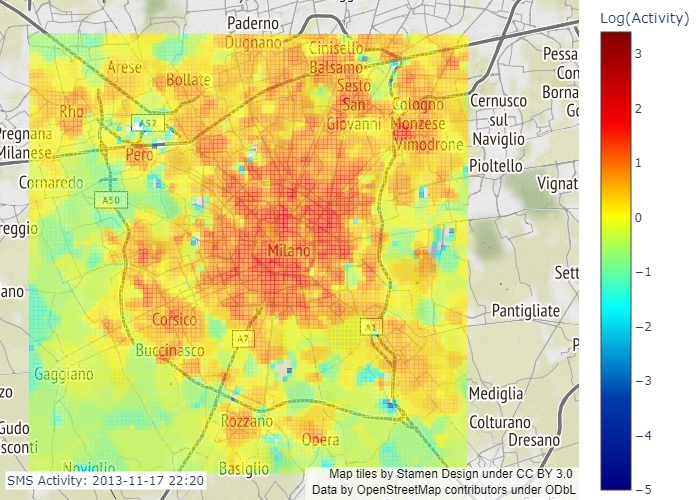 Paderno
Dugnano
Cinisello
Balsamo
Arese
Bollate
Sesto
San
Giovanni
Cologno
Monzese
Vimodrone
Cernusco
sul
Naviglio
Pioltello
Pessa
Con
Borna
Go
Vignat
Rho
A52
Pero
Pregnana
Milanese
Cornaredo
A50
reggio
Milano
ano
Sett
Pantigliate
Corsico
A7
A1
Buccinasco
Gaggiano
zo
Gudo
sconti
Rozzano
Opera
Mediglia
Colturano
Dresano
Noviglio
Basiglio
SMS Activity: 2013-11-17 22:20
Map tiles by Stamen Design under CC BY 3.0
Data by OpenStreetMap contributors under ODbL
Log(Activity)
3
2
1
0
−1
−2
−3
−4
−5